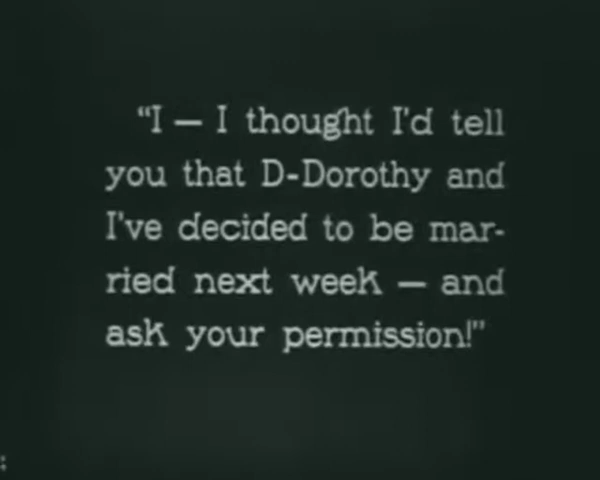 “I — I thought I'd tell
you that D-Dorothy and
I've decided to be mar-
ried next week — and
ask your permission!”